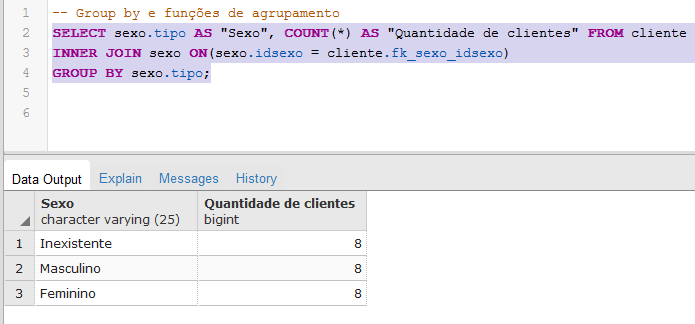 1 -- Group by e funções de agrupamento
2 SELECT sexo.tipo AS "Sexo", COUNT(*) AS "Quantidade de clientes" FROM cliente
3 INNER JOIN sexo ON(sexo.idsexo = cliente.fk_sexo_idsexo)
4 GROUP BY sexo.tipo;
5
6
Data Output Explain Messages History
Sexo Quantidade de clientes
character varying (25) bigint
1 Inexistente 8
2 Masculino 8
3 Feminino 8